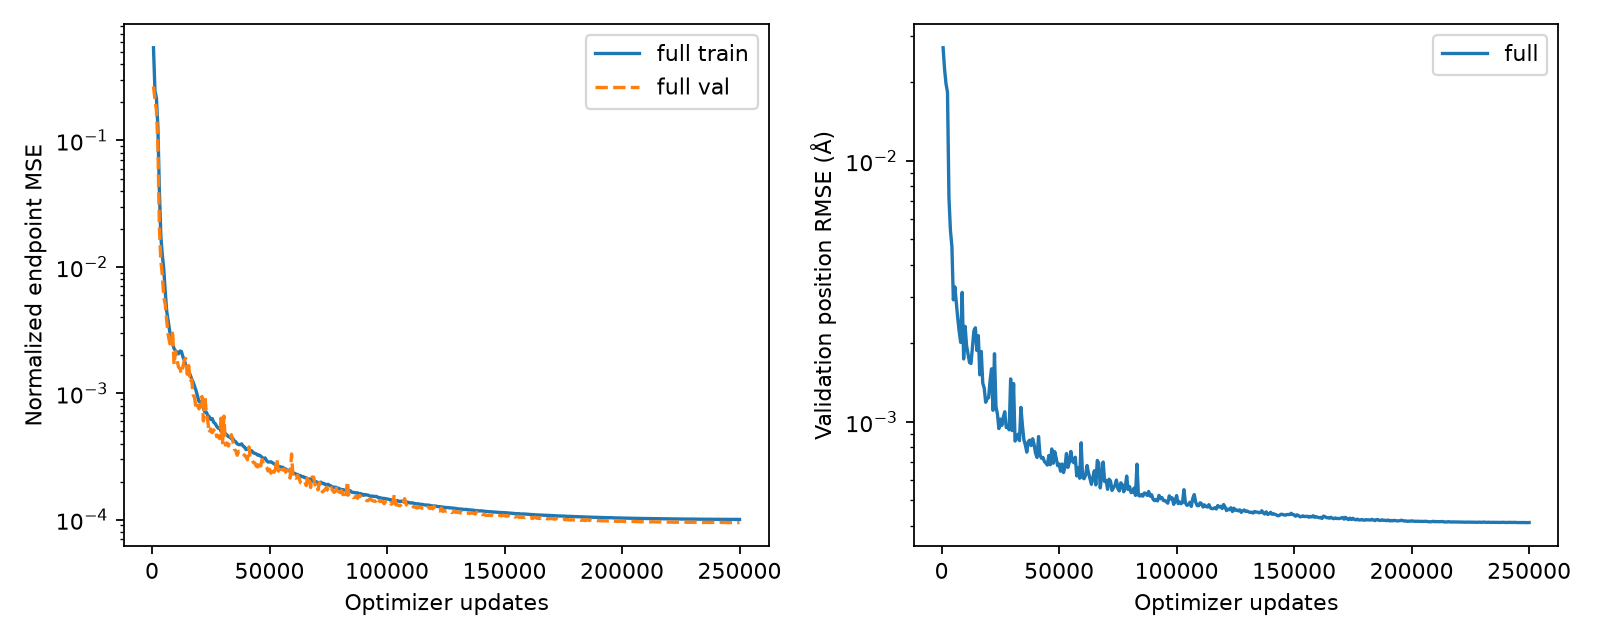 Normalized endpoint MSE
10⁻¹
10⁻²
10⁻³
10⁻⁴
full train
full val
0
50000
100000
150000
200000
250000
Optimizer updates
Validation position RMSE (Å)
10⁻²
10⁻³
full
0
50000
100000
150000
200000
250000
Optimizer updates